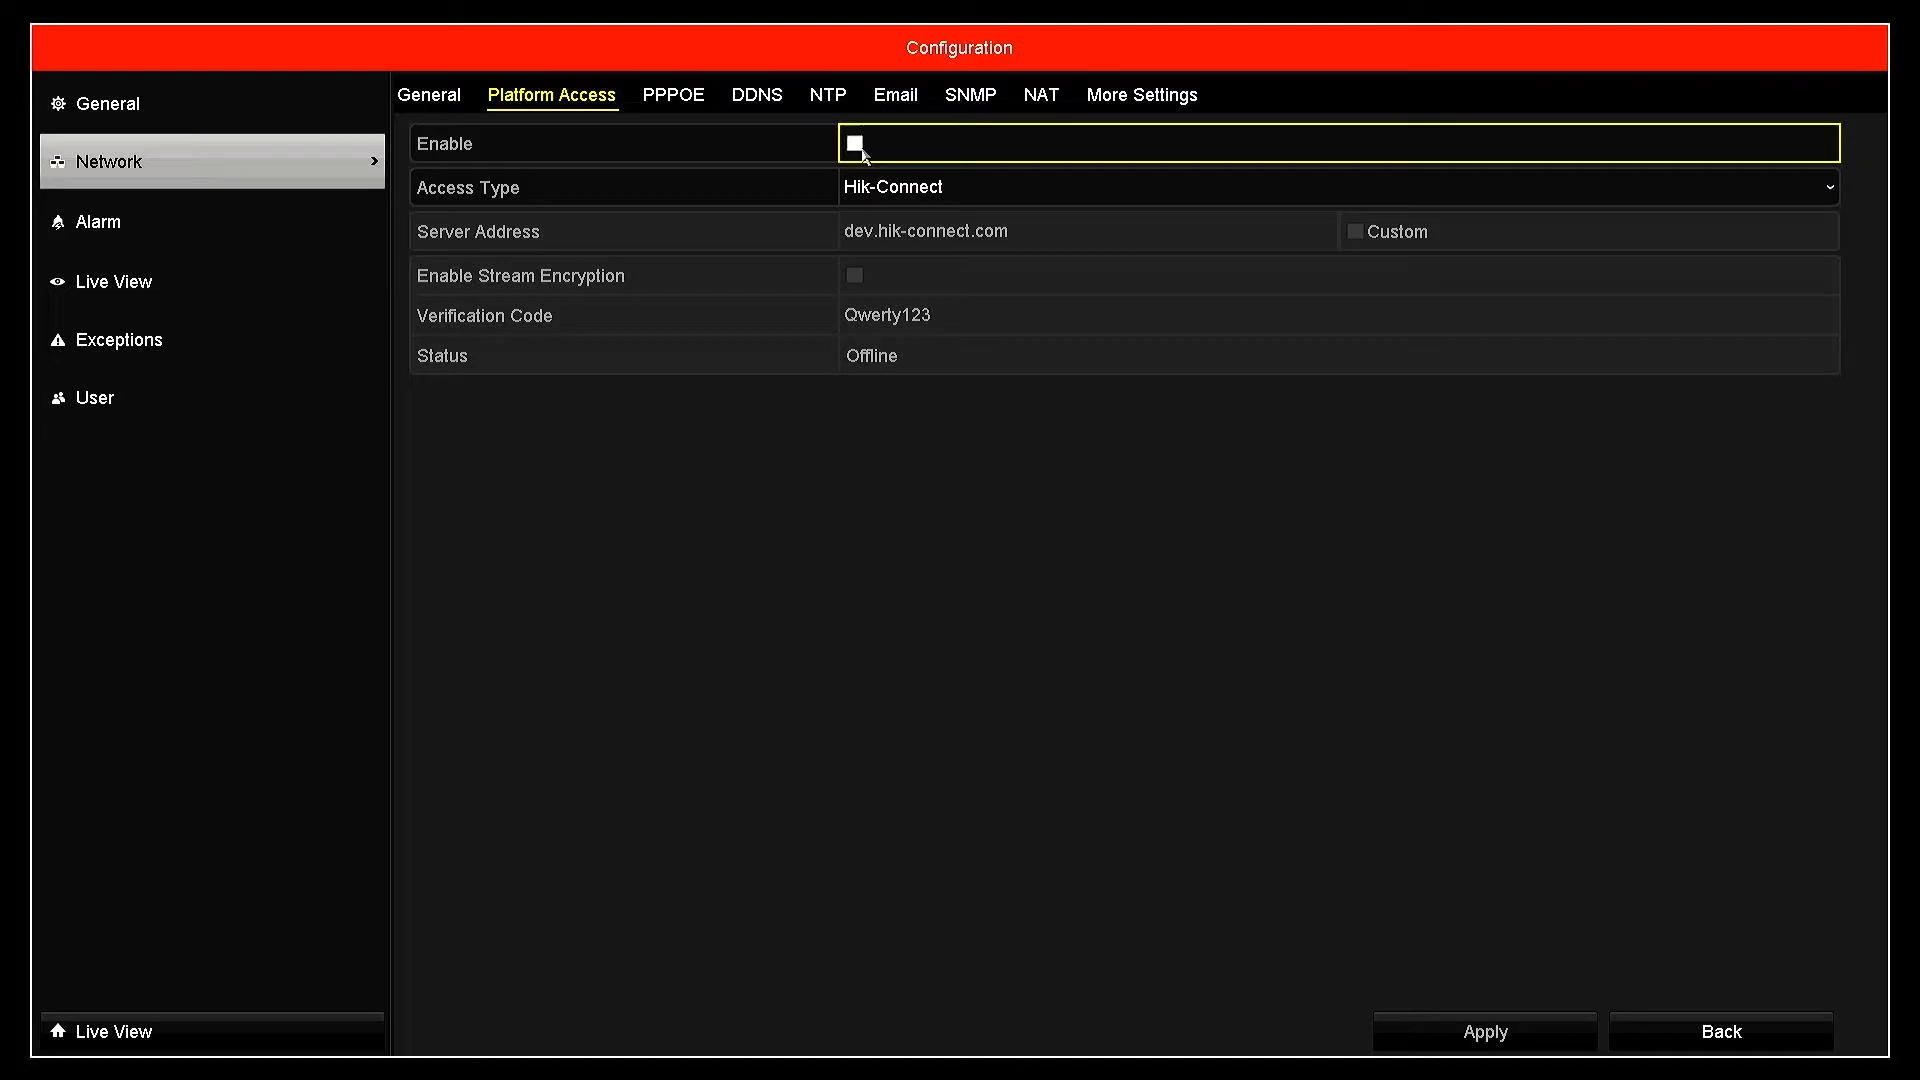 Configuration
General
Network
Alarm
Live View
Exceptions
User
Live View
General Platform Access PPPOE DDNS NTP Email SNMP NAT More Settings
Enable
Access Type Hik-Connect
Server Address dev.hik-connect.com Custom
Enable Stream Encryption
Verification Code Qwerty123
Status Offline
Apply Back